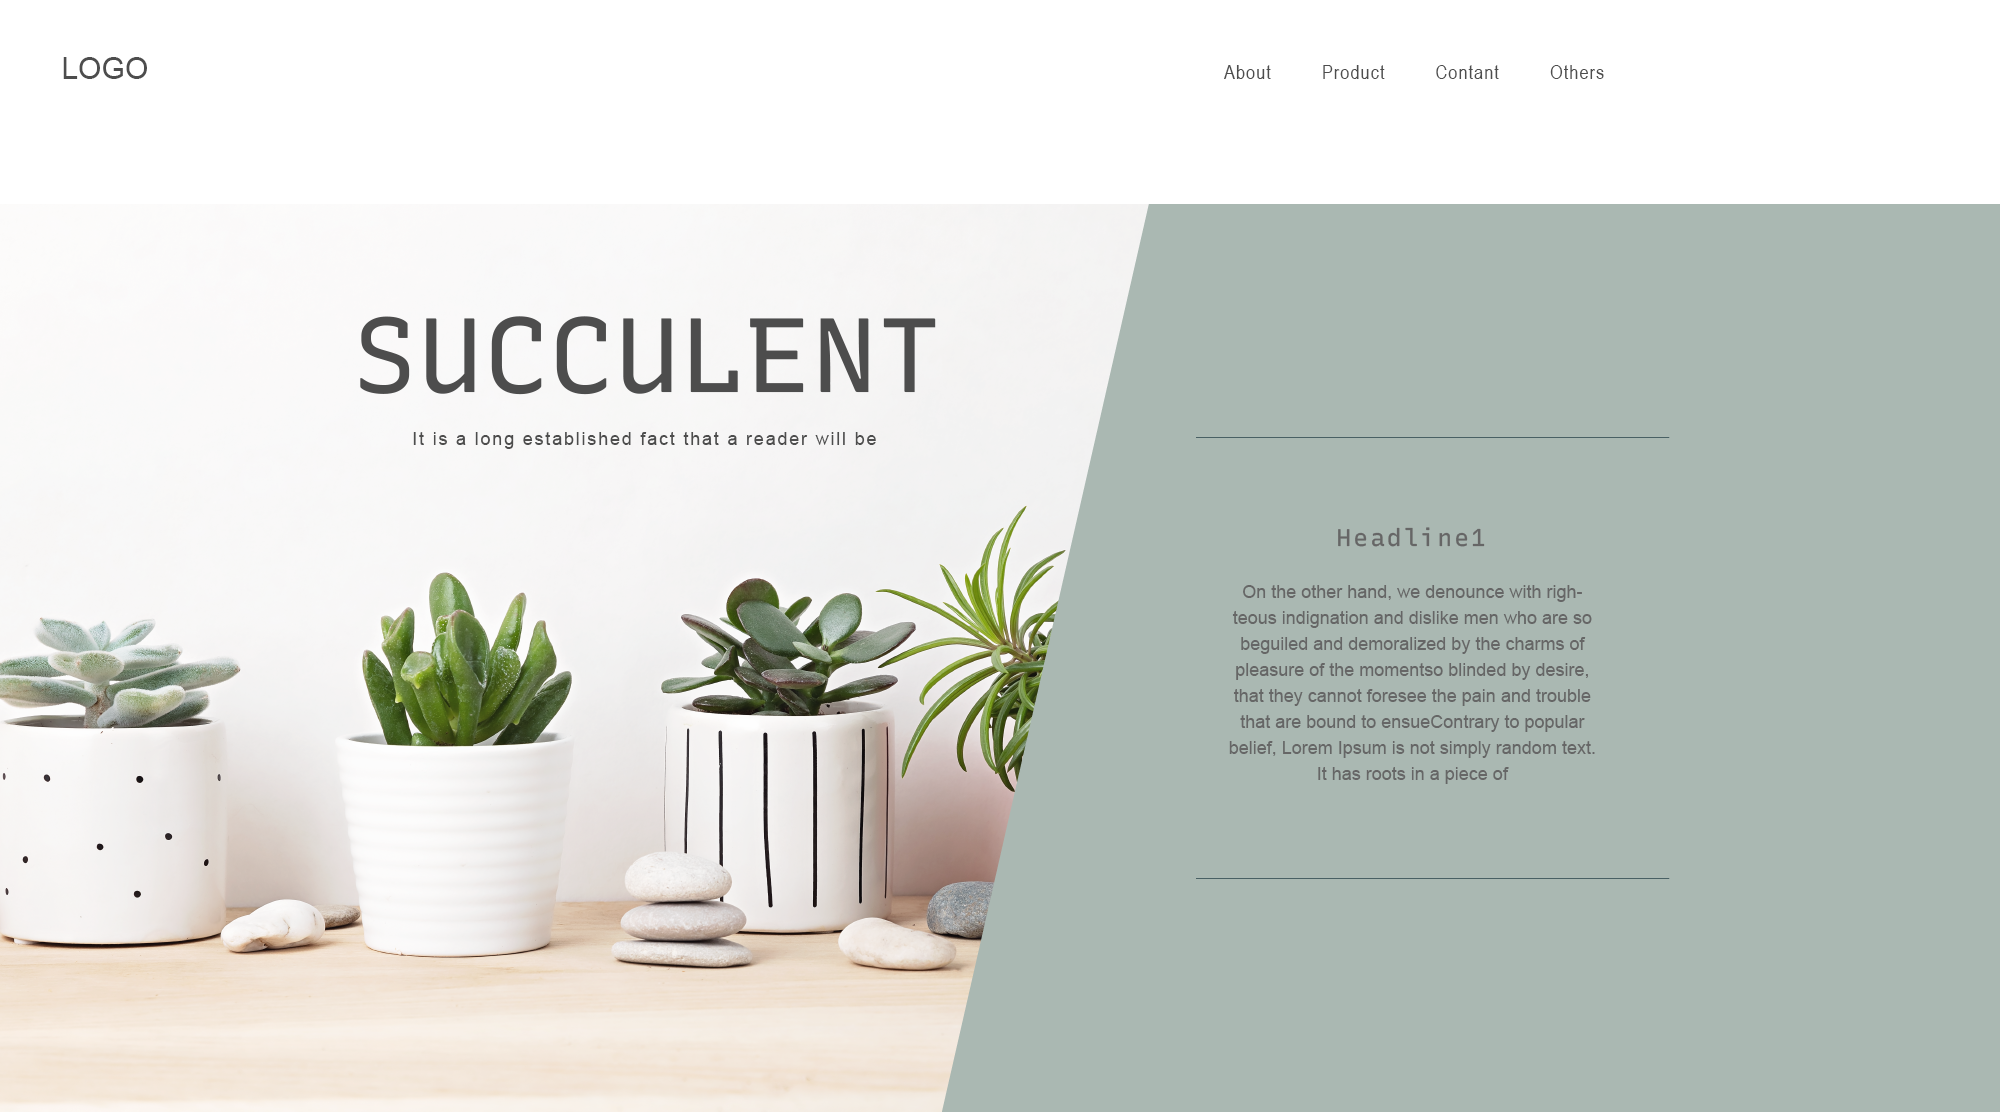 LOGO
About Product Contant Others
SUCCULENT
It is a long established fact that a reader will be
Headline1
On the other hand, we denounce with righ-
teous indignation and dislike men who are so
beguiled and demoralized by the charms of
pleasure of the momentso blinded by desire,
that they cannot foresee the pain and trouble
that are bound to ensueContrary to popular
belief, Lorem Ipsum is not simply random text.
It has roots in a piece of